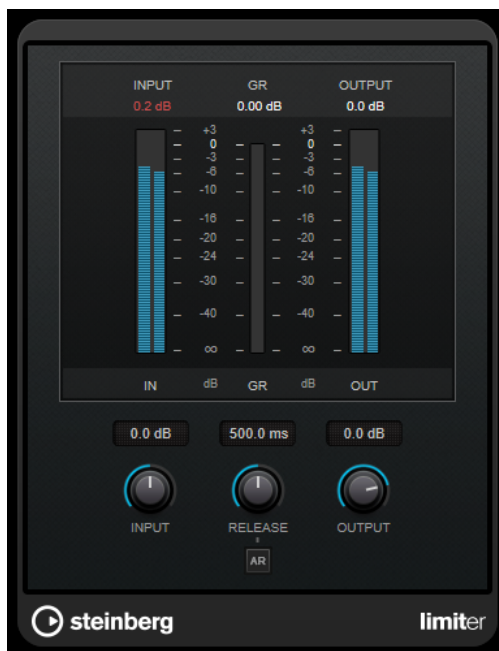 INPUT GR OUTPUT
0.2 dB 0.00 dB 0.0 dB
+3 +3
0 0
-3 -3
-6 -6
-10 -10
-16 -16
-20 -20
-24 -24
-30 -30
-40 -40
∞ ∞
IN dB GR dB OUT
0.0 dB 500.0 ms 0.0 dB
INPUT RELEASE OUTPUT
AR
steinberg limiter